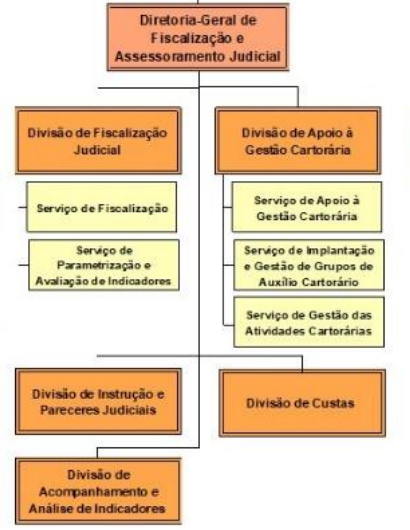 Diretoria-Geral de
Fiscalização e
Assessoramento Judicial
Divisão de Fiscalização
Judicial
Divisão de Apoio à
Gestão Cartorária
Serviço de Fiscalização
Serviço de
Parametrização e
Avaliação de Indicadores
Serviço de Apoio à
Gestão Cartorária
Serviço de Implantação
e Gestão de Grupos de
Auxílio Cartorário
Serviço de Gestão das
Atividades Cartorárias
Divisão de Instrução e
Pareceres Judiciais
Divisão de Custas
Divisão de
Acompanhamento e
Análise de Indicadores